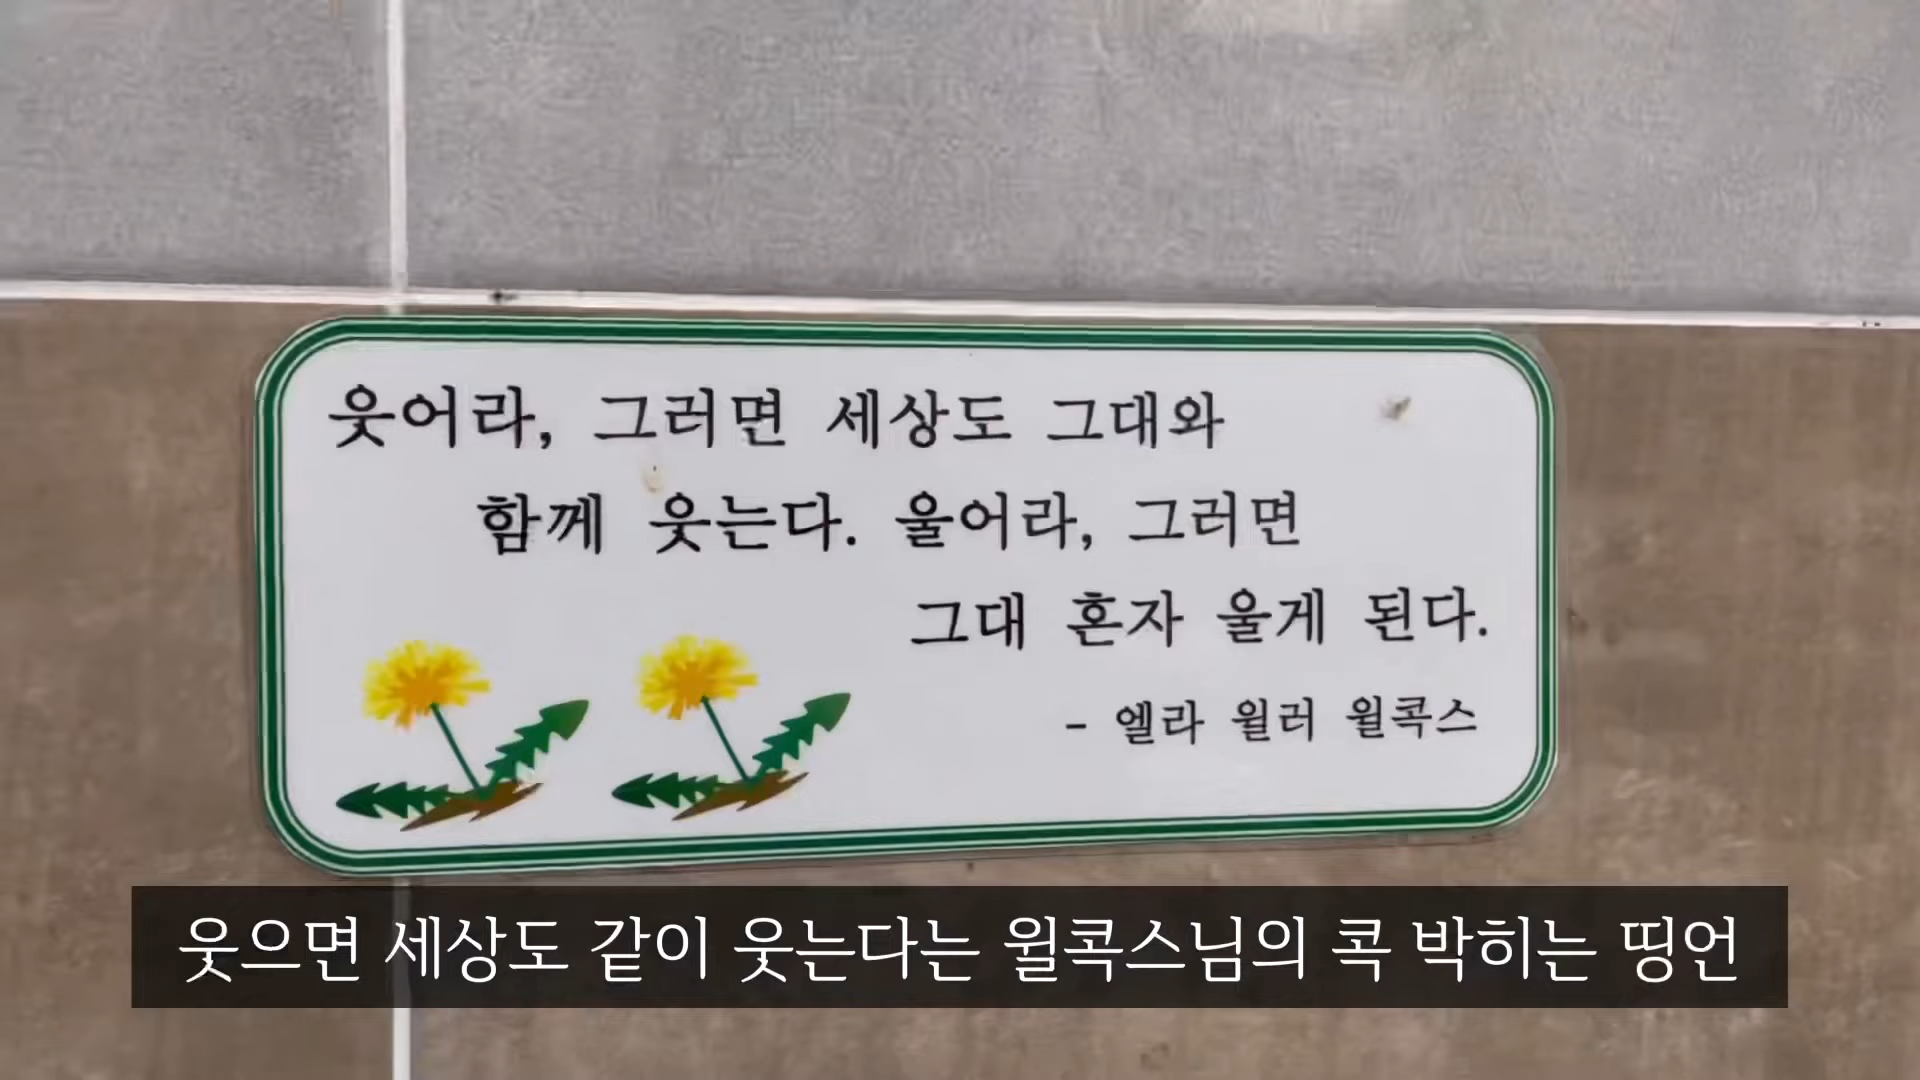 웃어라, 그러면 세상도 그대와
함께 웃는다. 울어라, 그러면
그대 혼자 울게 된다.
- 엘라 윌러 윌콕스
웃으면 세상도 같이 웃는다는 윌콕스님의 콕 박히는 띵언